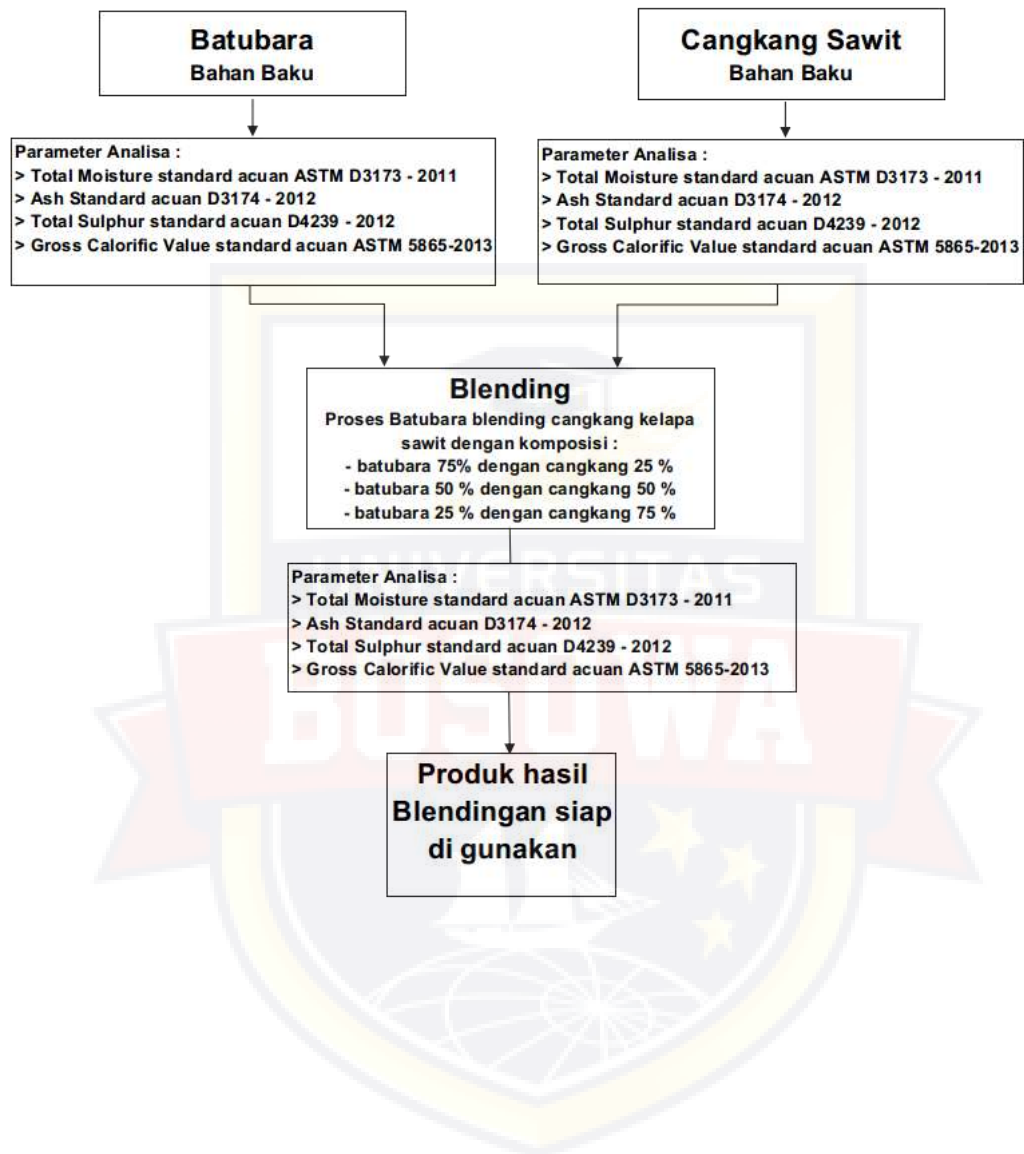 Batubara
Bahan Baku
Cangkang Sawit
Bahan Baku
Parameter Analisa :
> Total Moisture standard acuan ASTM D3173 - 2011
> Ash Standard acuan D3174 - 2012
> Total Sulphur standard acuan D4239 - 2012
> Gross Calorific Value standard acuan ASTM 5865-2013
Parameter Analisa :
> Total Moisture standard acuan ASTM D3173 - 2011
> Ash Standard acuan D3174 - 2012
> Total Sulphur standard acuan D4239 - 2012
> Gross Calorific Value standard acuan ASTM 5865-2013
Blending
Proses Batubara blending cangkang kelapa
sawit dengan komposisi :
- batubara 75% dengan cangkang 25 %
- batubara 50 % dengan cangkang 50 %
- batubara 25 % dengan cangkang 75 %
Parameter Analisa :
> Total Moisture standard acuan ASTM D3173 - 2011
> Ash Standard acuan D3174 - 2012
> Total Sulphur standard acuan D4239 - 2012
> Gross Calorific Value standard acuan ASTM 5865-2013
Produk hasil
Blendingan siap
di gunakan
UNIVERSITAS
BOSOWA